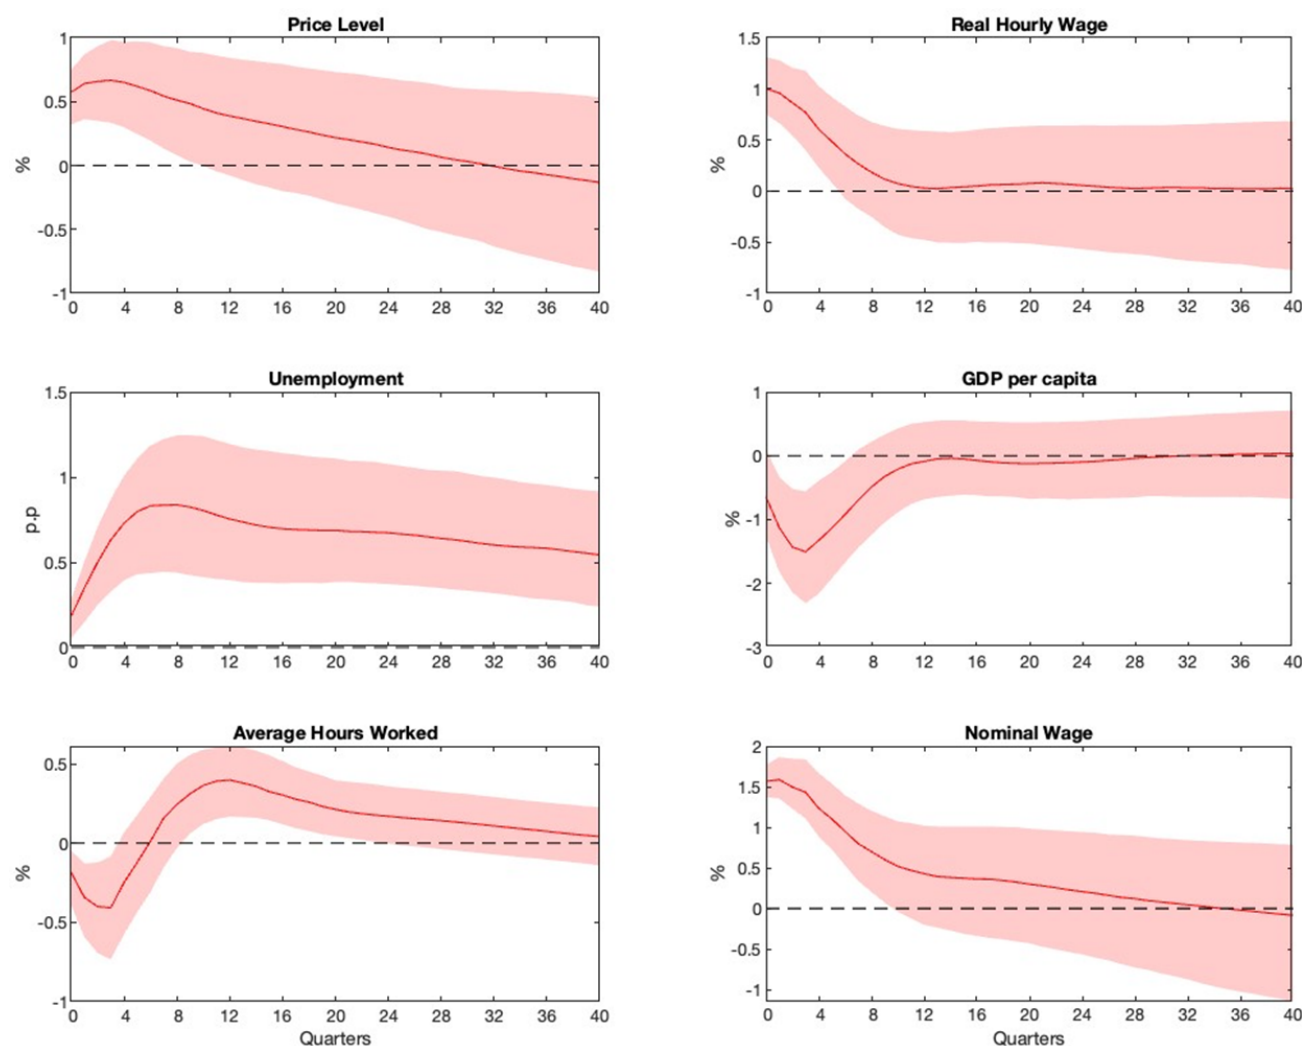 Price Level
1
0.5
0
-0.5
-1
%
0 4 8 12 16 20 24 28 32 36 40
Real Hourly Wage
1.5
1
0.5
0
-0.5
-1
%
0 4 8 12 16 20 24 28 32 36 40
Unemployment
1.5
1
0.5
0
p.p
0 4 8 12 16 20 24 28 32 36 40
GDP per capita
1
0
-1
-2
-3
%
0 4 8 12 16 20 24 28 32 36 40
Average Hours Worked
0.5
0
-0.5
-1
%
0 4 8 12 16 20 24 28 32 36 40
Quarters
Nominal Wage
2
1.5
1
0.5
0
-0.5
-1
%
0 4 8 12 16 20 24 28 32 36 40
Quarters